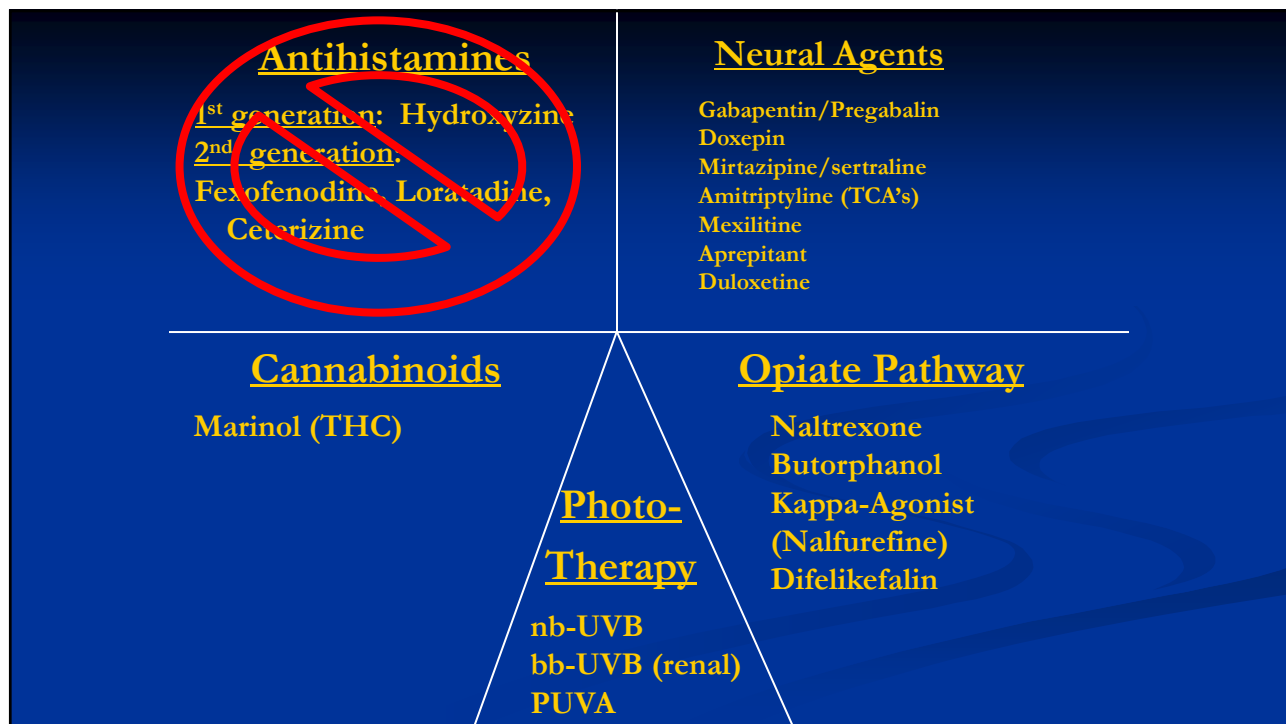 Antihistamines
1st generation: Hydroxyzine
2nd generation:
Fexofenodine, Loratadine,
Ceterizine
Neural Agents
Gabapentin/Pregabalin
Doxepin
Mirtazipine/sertraline
Amitriptyline (TCA's)
Mexilitine
Aprepitant
Duloxetine
Cannabinoids
Marinol (THC)
Photo-
Therapy
nb-UVB
bb-UVB (renal)
PUVA
Opiate Pathway
Naltrexone
Butorphanol
Kappa-Agonist
(Nalfurefine)
Difelikefalin